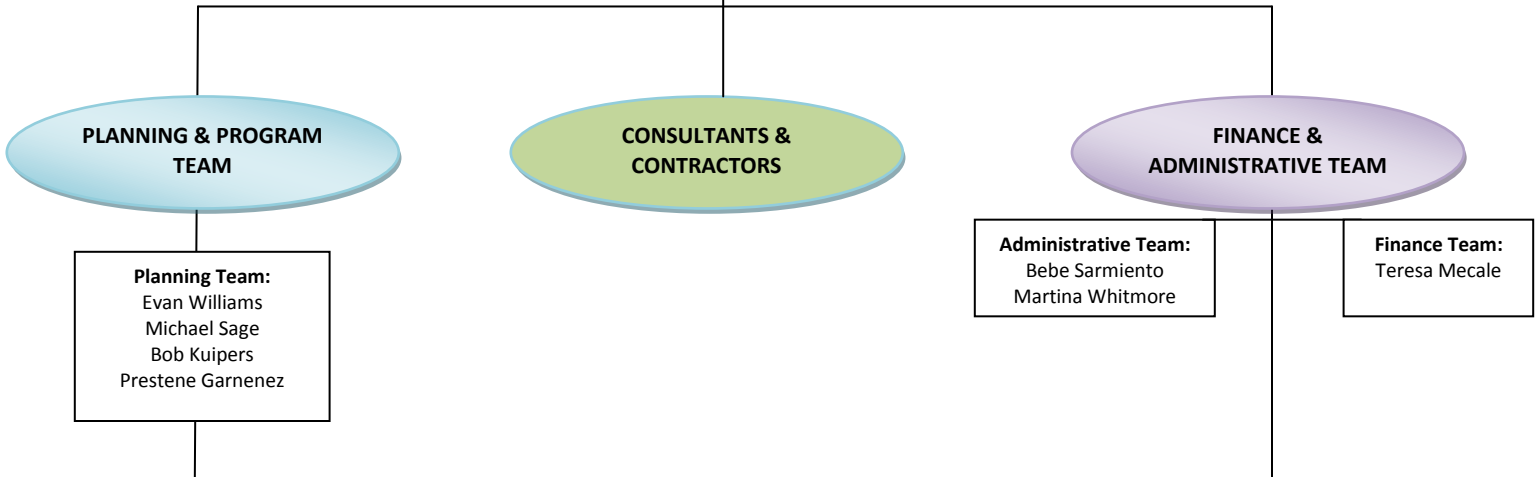 PLANNING & PROGRAM
TEAM
CONSULTANTS &
CONTRACTORS
FINANCE &
ADMINISTRATIVE TEAM
Planning Team:
Evan Williams
Michael Sage
Bob Kuipers
Prestene Garnenez
Administrative Team:
Bebe Sarmiento
Martina Whitmore
Finance Team:
Teresa Mecale